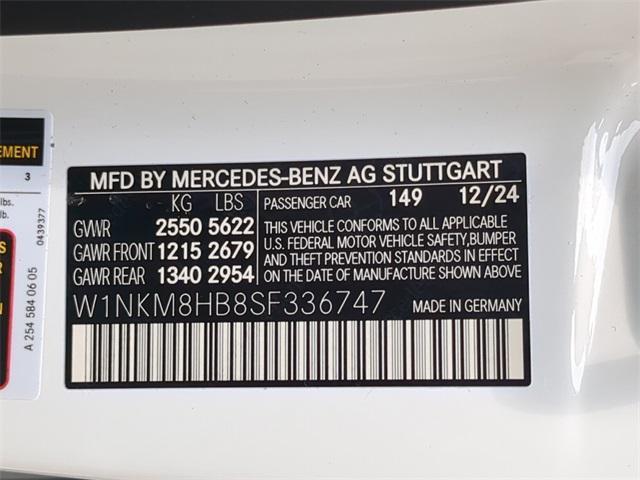 MFD BY MERCEDES-BENZ AG STUTTGART
KG LBS
GVWR 2550 5622
GAWR FRONT 1215 2679
GAWR REAR 1340 2954
PASSENGER CAR 149 12/24
THIS VEHICLE CONFORMS TO ALL APPLICABLE
U.S. FEDERAL MOTOR VEHICLE SAFETY,BUMPER
AND THEFT PREVENTION STANDARDS IN EFFECT
ON THE DATE OF MANUFACTURE SHOWN ABOVE.
W1NKM8HB8SF336747 MADE IN GERMANY
EMENT
3
lbs.
lbs.
0439377
A 254 584 06 05